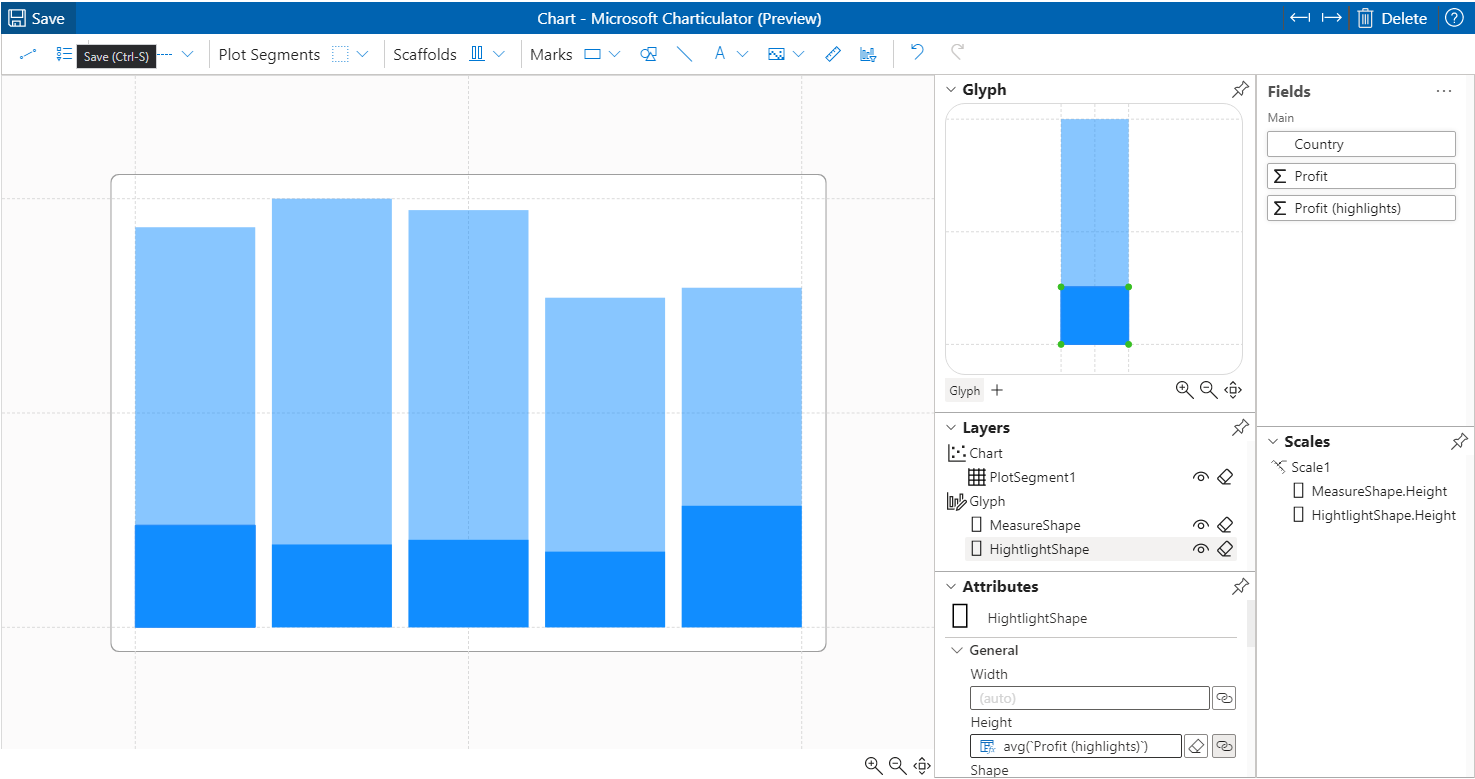 Save
Chart - Microsoft Charticulator (Preview)
Delete
Save (Ctrl-S)
Plot Segments
Scaffolds
Marks
A
Glyph
Glyph
Layers
Chart
PlotSegment1
Glyph
MeasureShape
HightlightShape
Attributes
HightlightShape
General
Width
(auto)
Height
avg(`Profit (highlights)`)
Shape
Fields
Main
Country
Σ Profit
Σ Profit (highlights)
Scales
Scale1
MeasureShape.Height
HightlightShape.Height